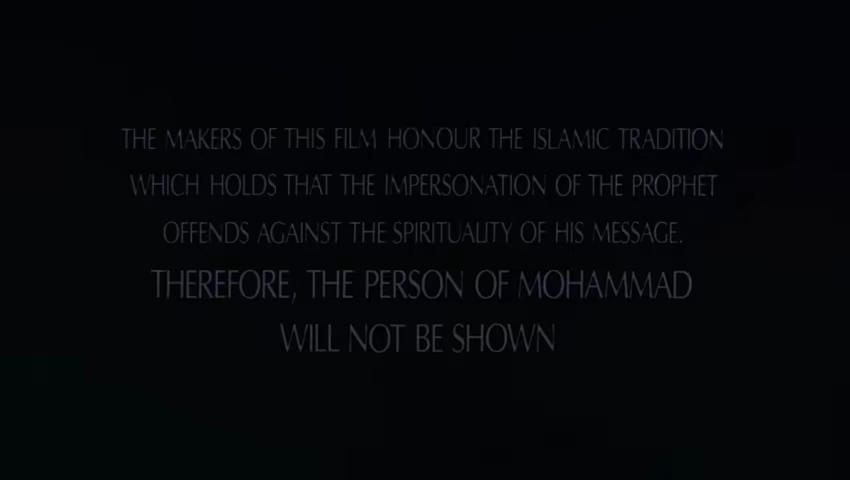 THE MAKERS OF THIS FILM HONOUR THE ISLAMIC TRADITION
WHICH HOLDS THAT THE IMPERSONATION OF THE PROPHET
OFFENDS AGAINST THE SPIRITUALITY OF HIS MESSAGE.
THEREFORE, THE PERSON OF MOHAMMAD
WILL NOT BE SHOWN